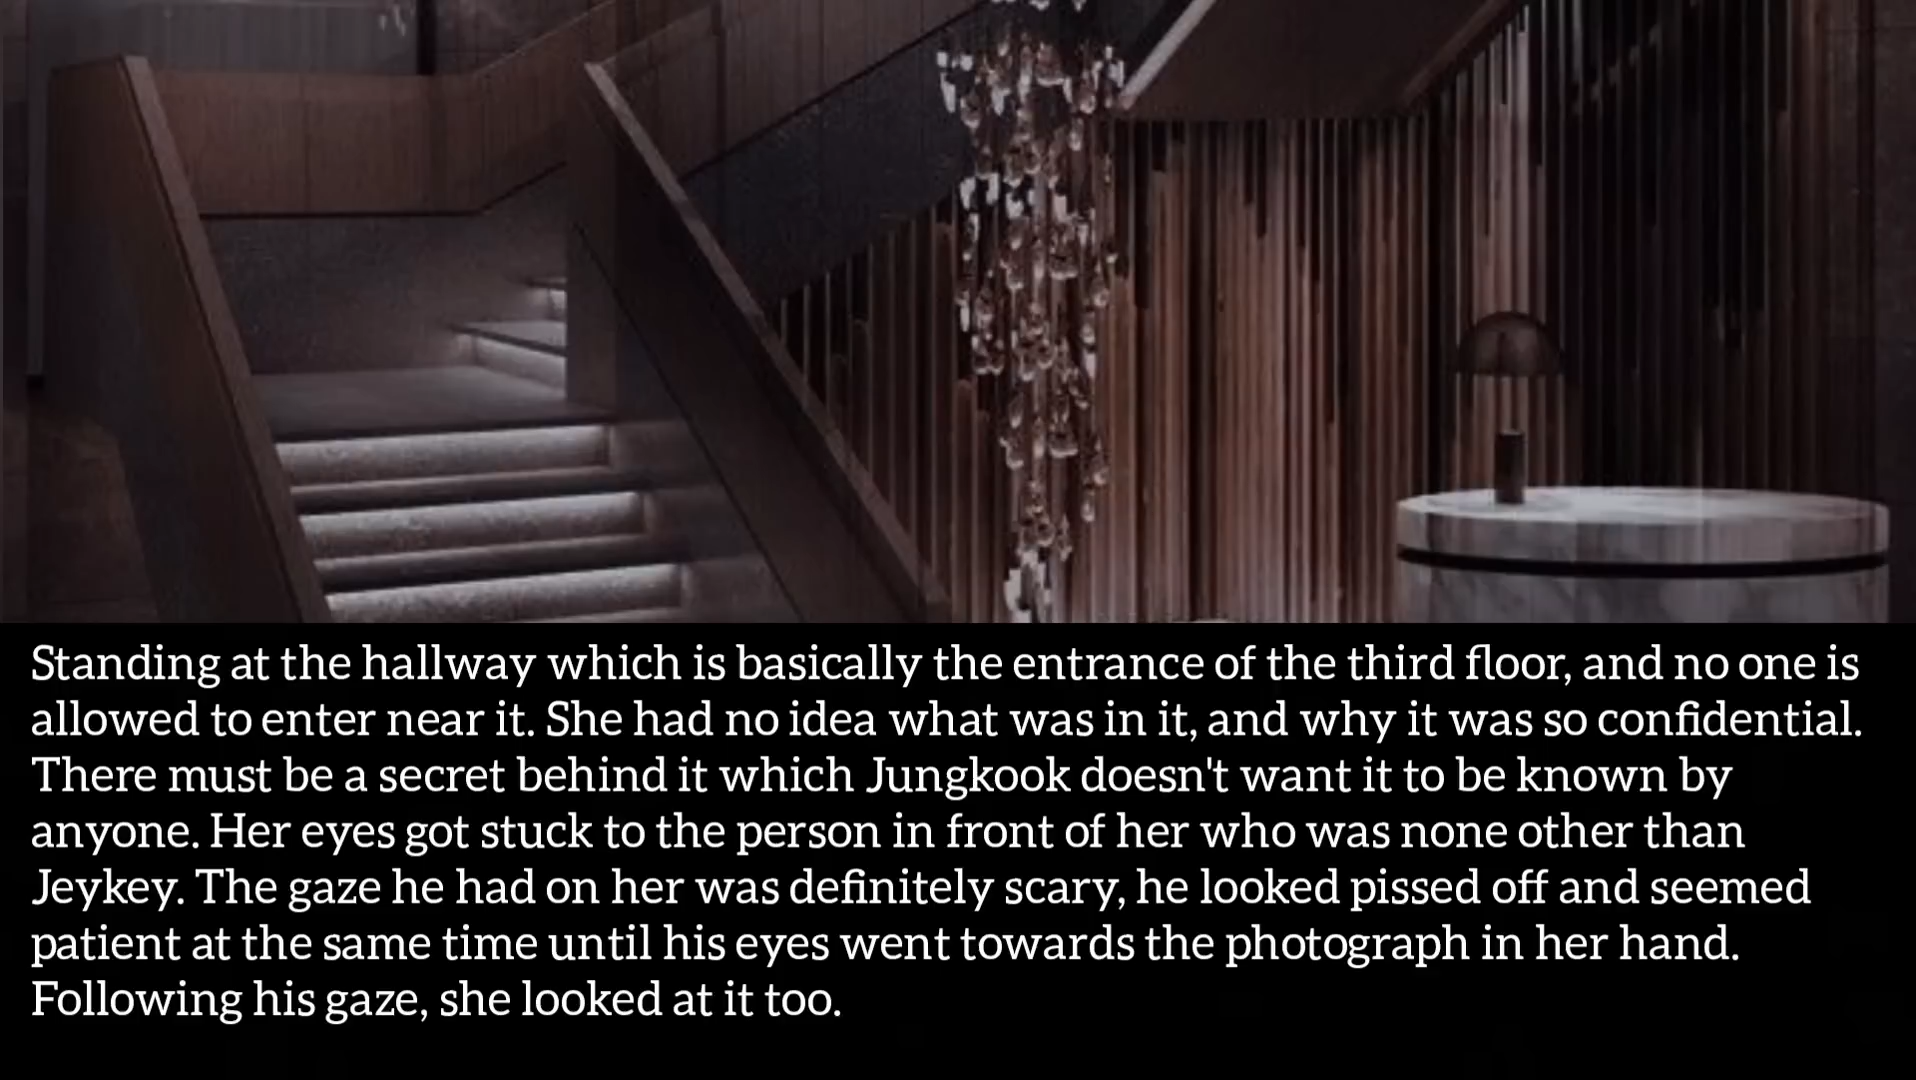 Standing at the hallway which is basically the entrance of the third floor, and no one is
allowed to enter near it. She had no idea what was in it, and why it was so confidential.
There must be a secret behind it which Jungkook doesn't want it to be known by
anyone. Her eyes got stuck to the person in front of her who was none other than
Jeykey. The gaze he had on her was definitely scary, he looked pissed off and seemed
patient at the same time until his eyes went towards the photograph in her hand.
Following his gaze, she looked at it too.